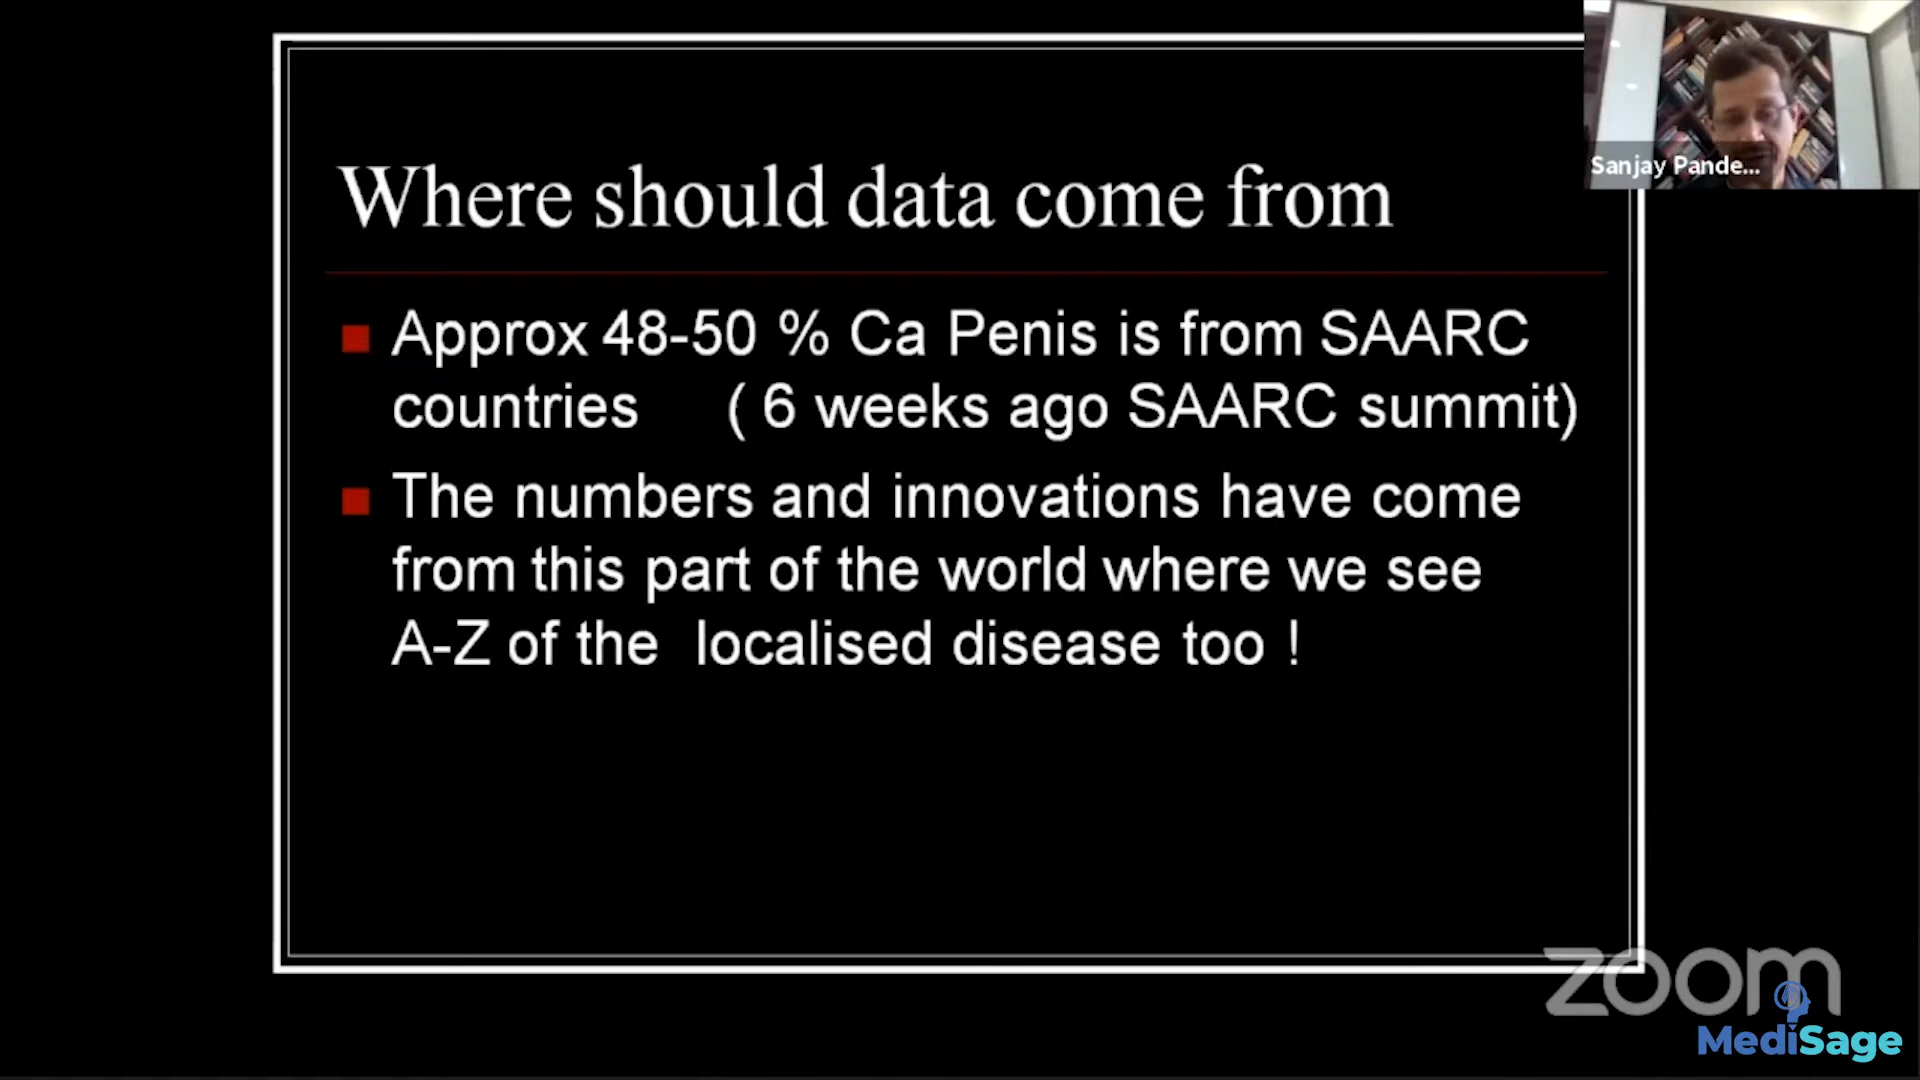 Sanjay Pande...
Where should data come from
Approx 48-50 % Ca Penis is from SAARC
countries ( 6 weeks ago SAARC summit)
The numbers and innovations have come
from this part of the world where we see
A-Z of the localised disease too !
zoom
MediSage